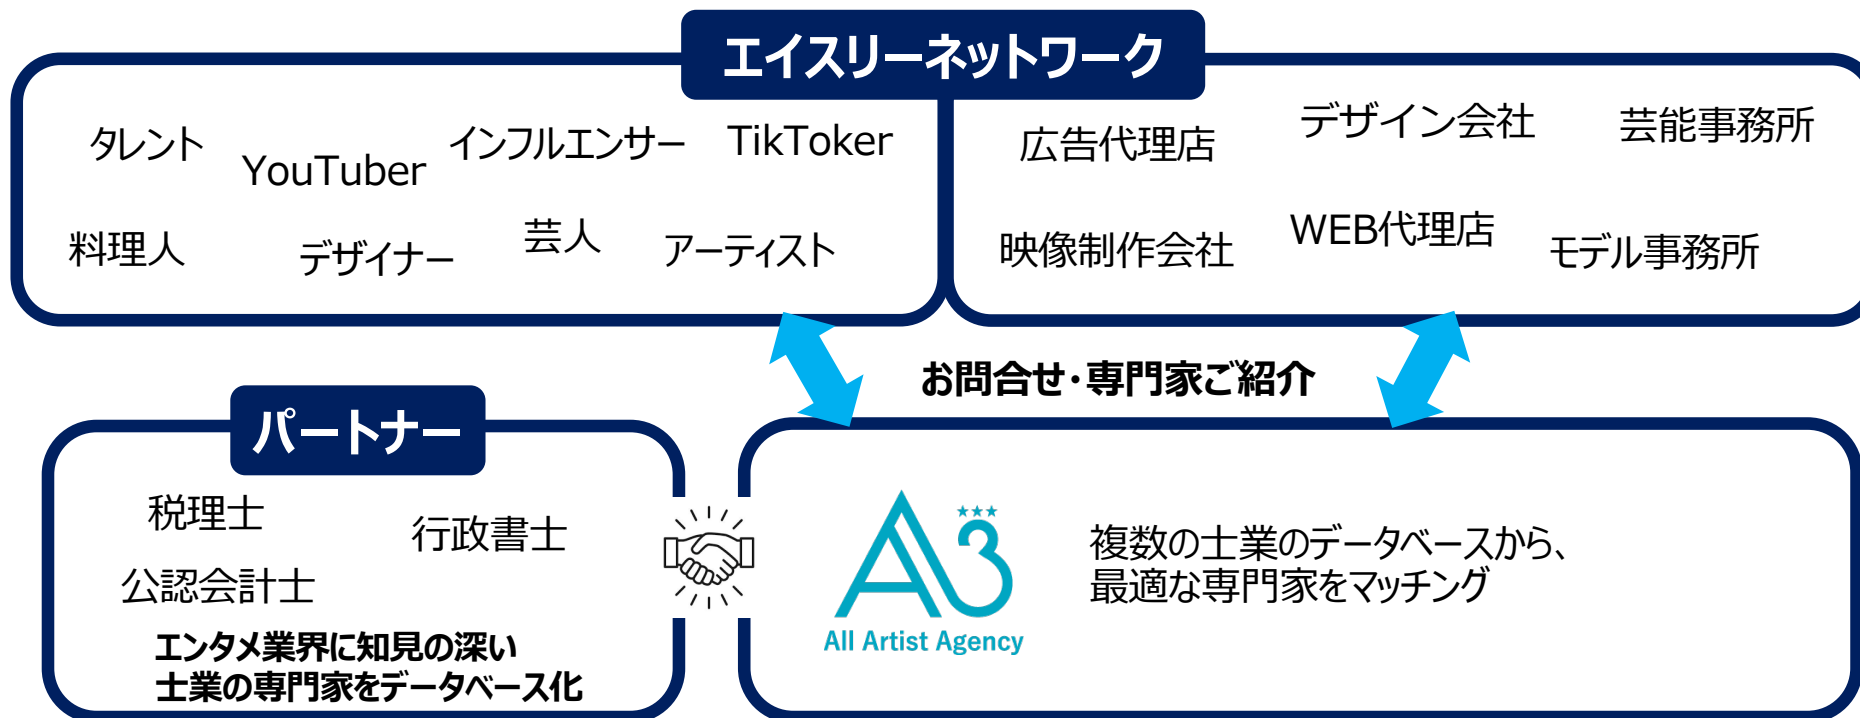 エイスリーネットワーク
タレント
YouTuber
インフルエンサー
TikToker
料理人
デザイナー
芸人
アーティスト
広告代理店
デザイン会社
芸能事務所
映像制作会社
WEB代理店
モデル事務所
お問合せ・専門家ご紹介
パートナー
税理士
行政書士
公認会計士
エンタメ業界に知見の深い
士業の専門家をデータベース化
A3
All Artist Agency
複数の士業のデータベースから、
最適な専門家をマッチング